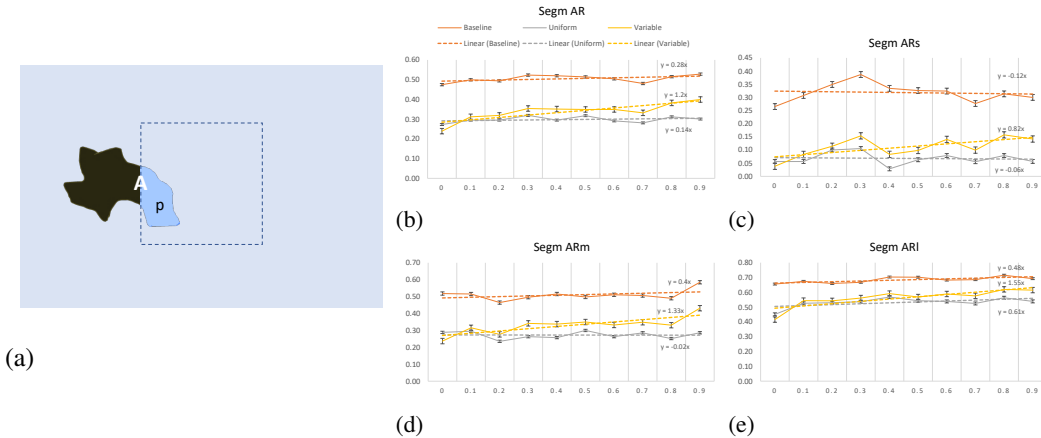 A
p
(a)
Segm AR
Baseline Uniform Variable
Linear (Baseline) Linear (Uniform) Linear (Variable)
0.60
0.50
0.40
0.30
0.20
0.10
0.00
y = 0.28x
y = 1.2x
y = 0.14x
0 0.1 0.2 0.3 0.4 0.5 0.6 0.7 0.8 0.9
(b)
Segm ARs
0.45
0.40
0.35
0.30
0.25
0.20
0.15
0.10
0.05
0.00
y = -0.12x
y = 0.82x
y = -0.06x
0 0.1 0.2 0.3 0.4 0.5 0.6 0.7 0.8 0.9
(c)
Segm ARm
0.70
0.60
0.50
0.40
0.30
0.20
0.10
0.00
y = 0.4x
y = 1.33x
y = -0.02x
0 0.1 0.2 0.3 0.4 0.5 0.6 0.7 0.8 0.9
(d)
Segm ARl
0.80
0.70
0.60
0.50
0.40
0.30
0.20
0.10
0.00
y = 0.48x
y = 1.55x
y = 0.61x
0 0.1 0.2 0.3 0.4 0.5 0.6 0.7 0.8 0.9
(e)